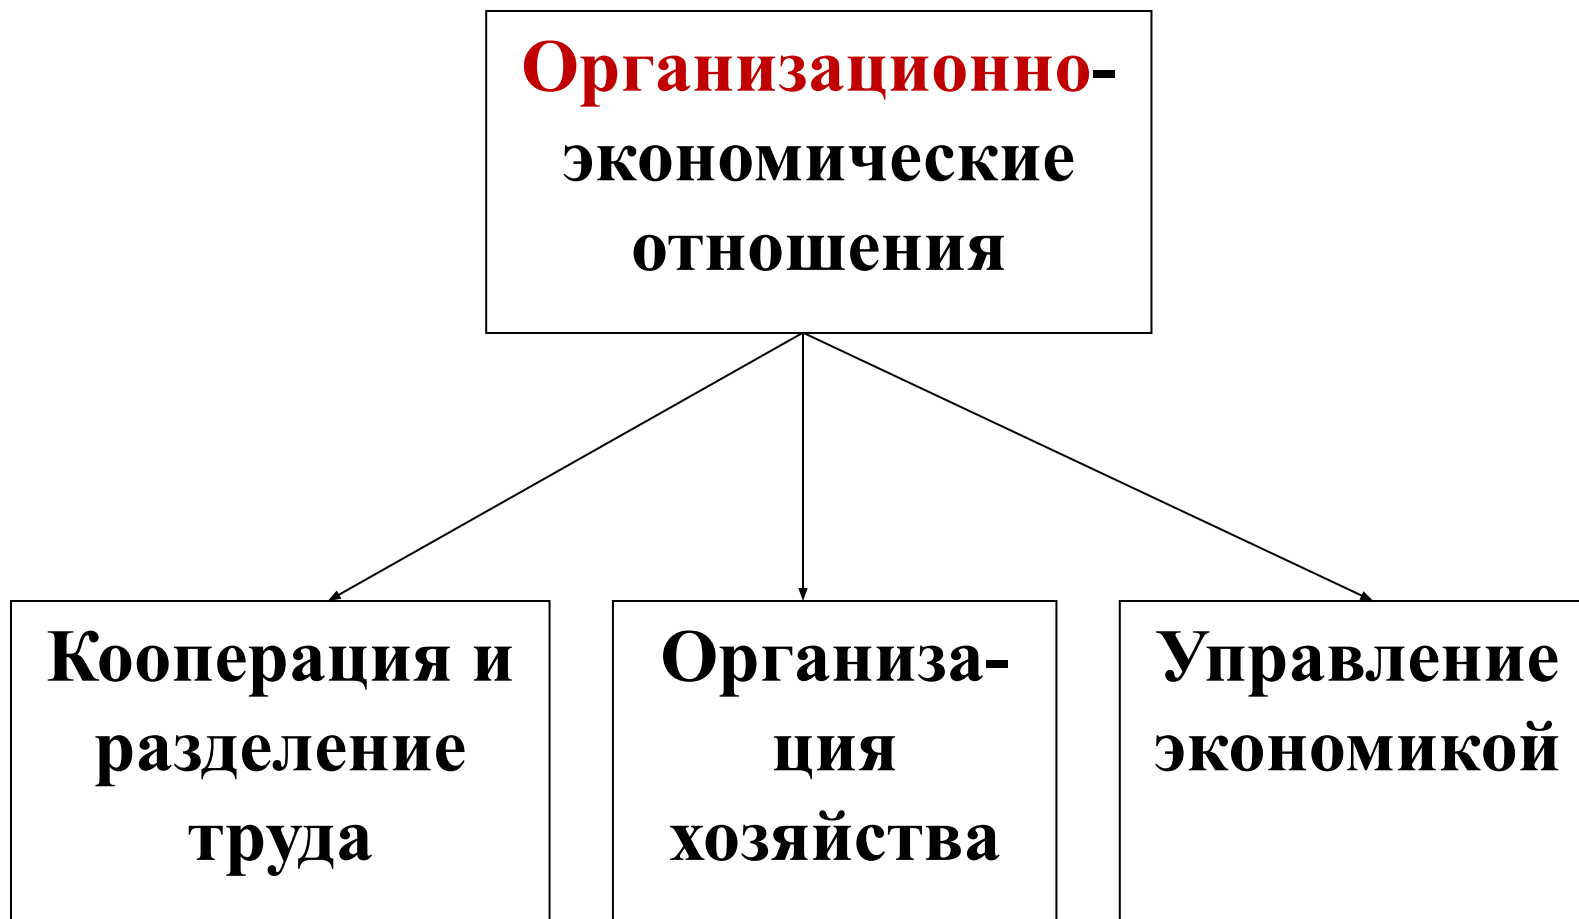 Организационно-
экономические
отношения
Кооперация и
разделение
труда
Организа-
ция
хозяйства
Управление
экономикой